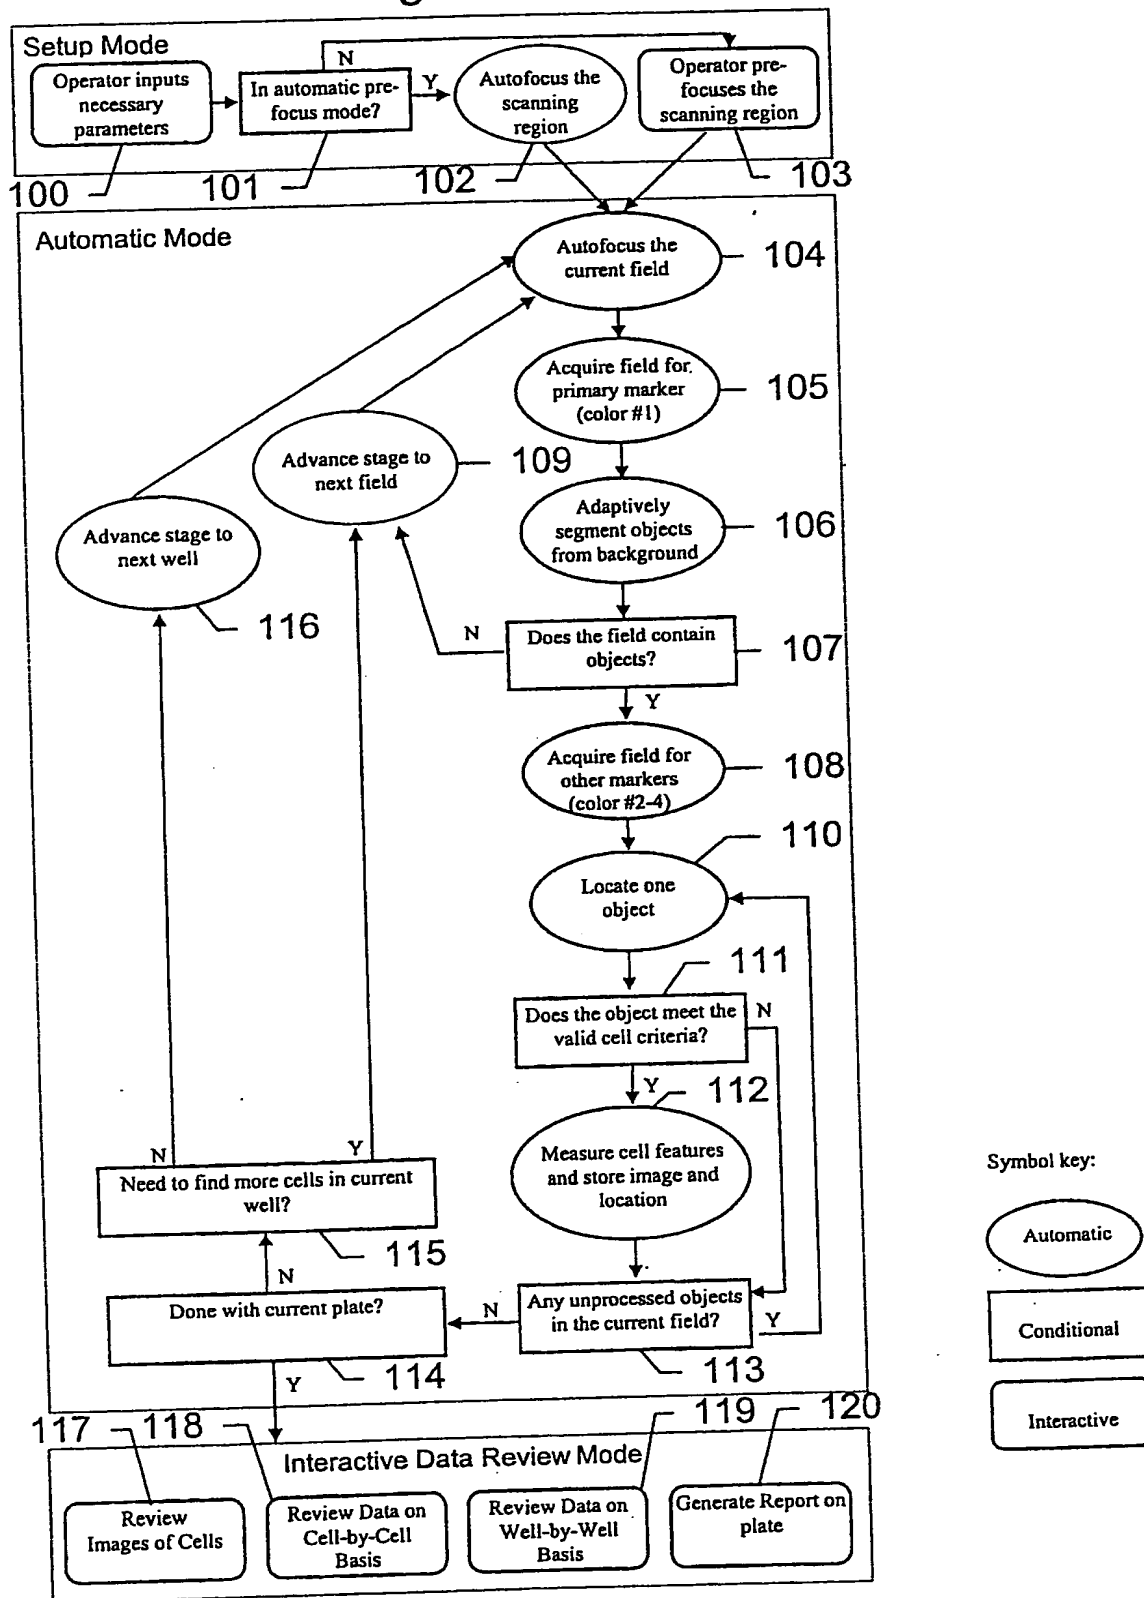 Setup Mode
Operator inputs
necessary
parameters
In automatic pre-
focus mode?
N
Y
Autofocus the
scanning
region
Operator pre-
focuses the
scanning region
100
101
102
103
Automatic Mode
Autofocus the
current field
104
Acquire field for
primary marker
(color #1)
105
Advance stage to
next field
109
Adaptively
segment objects
from background
106
Advance stage to
next well
116
Does the field contain
objects?
107
N
Y
Acquire field for
other markers
(color #2-4)
108
110
Locate one
object
111
Does the object meet the
valid cell criteria?
N
Y
112
Measure cell features
and store image and
location
N
Y
Need to find more cells in current
well?
115
N
Done with current plate?
N
Any unprocessed objects
in the current field?
Y
113
114
Y
117
118
119
120
Interactive Data Review Mode
Review
Images of Cells
Review Data on
Cell-by-Cell
Basis
Review Data on
Well-by-Well
Basis
Generate Report on
plate
Symbol key:
Automatic
Conditional
Interactive